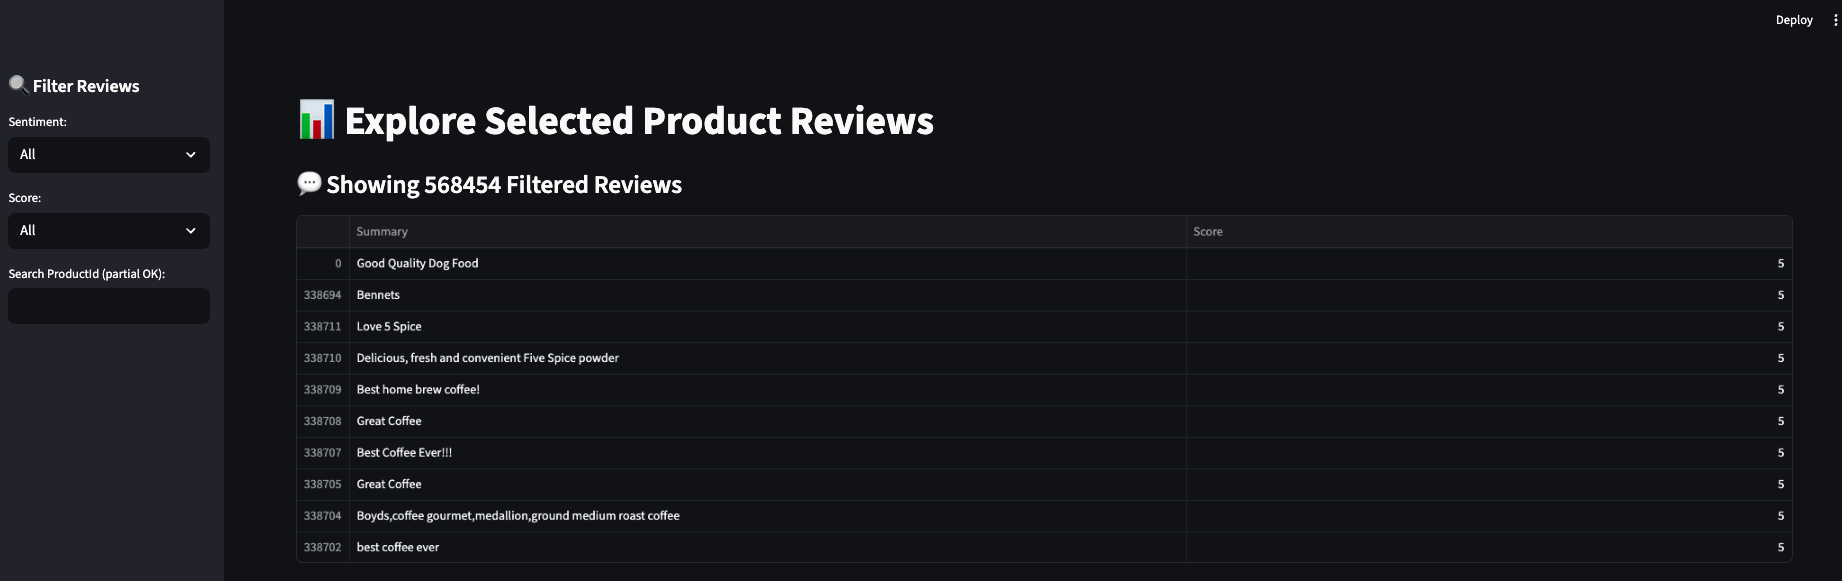 Deploy
Filter Reviews
Sentiment:
All
Score:
All
Search ProductId (partial OK):
Explore Selected Product Reviews
Showing 568454 Filtered Reviews
Summary Score
0 Good Quality Dog Food 5
338694 Bennets 5
338711 Love 5 Spice 5
338710 Delicious, fresh and convenient Five Spice powder 5
338709 Best home brew coffee! 5
338708 Great Coffee 5
338707 Best Coffee Ever!!! 5
338705 Great Coffee 5
338704 Boyds,coffee gourmet,medallion,ground medium roast coffee 5
338702 best coffee ever 5